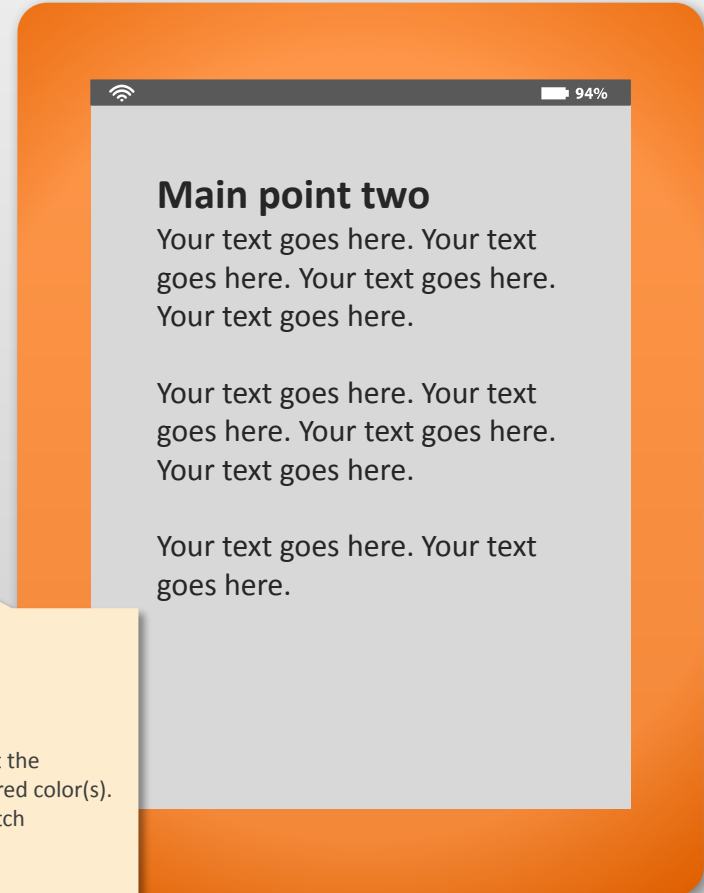 94%
Main point two
Your text goes here. Your text
goes here. Your text goes here.
Your text goes here.
Your text goes here. Your text
goes here. Your text goes here.
Your text goes here.
Your text goes here. Your text
goes here.
the
color(s).